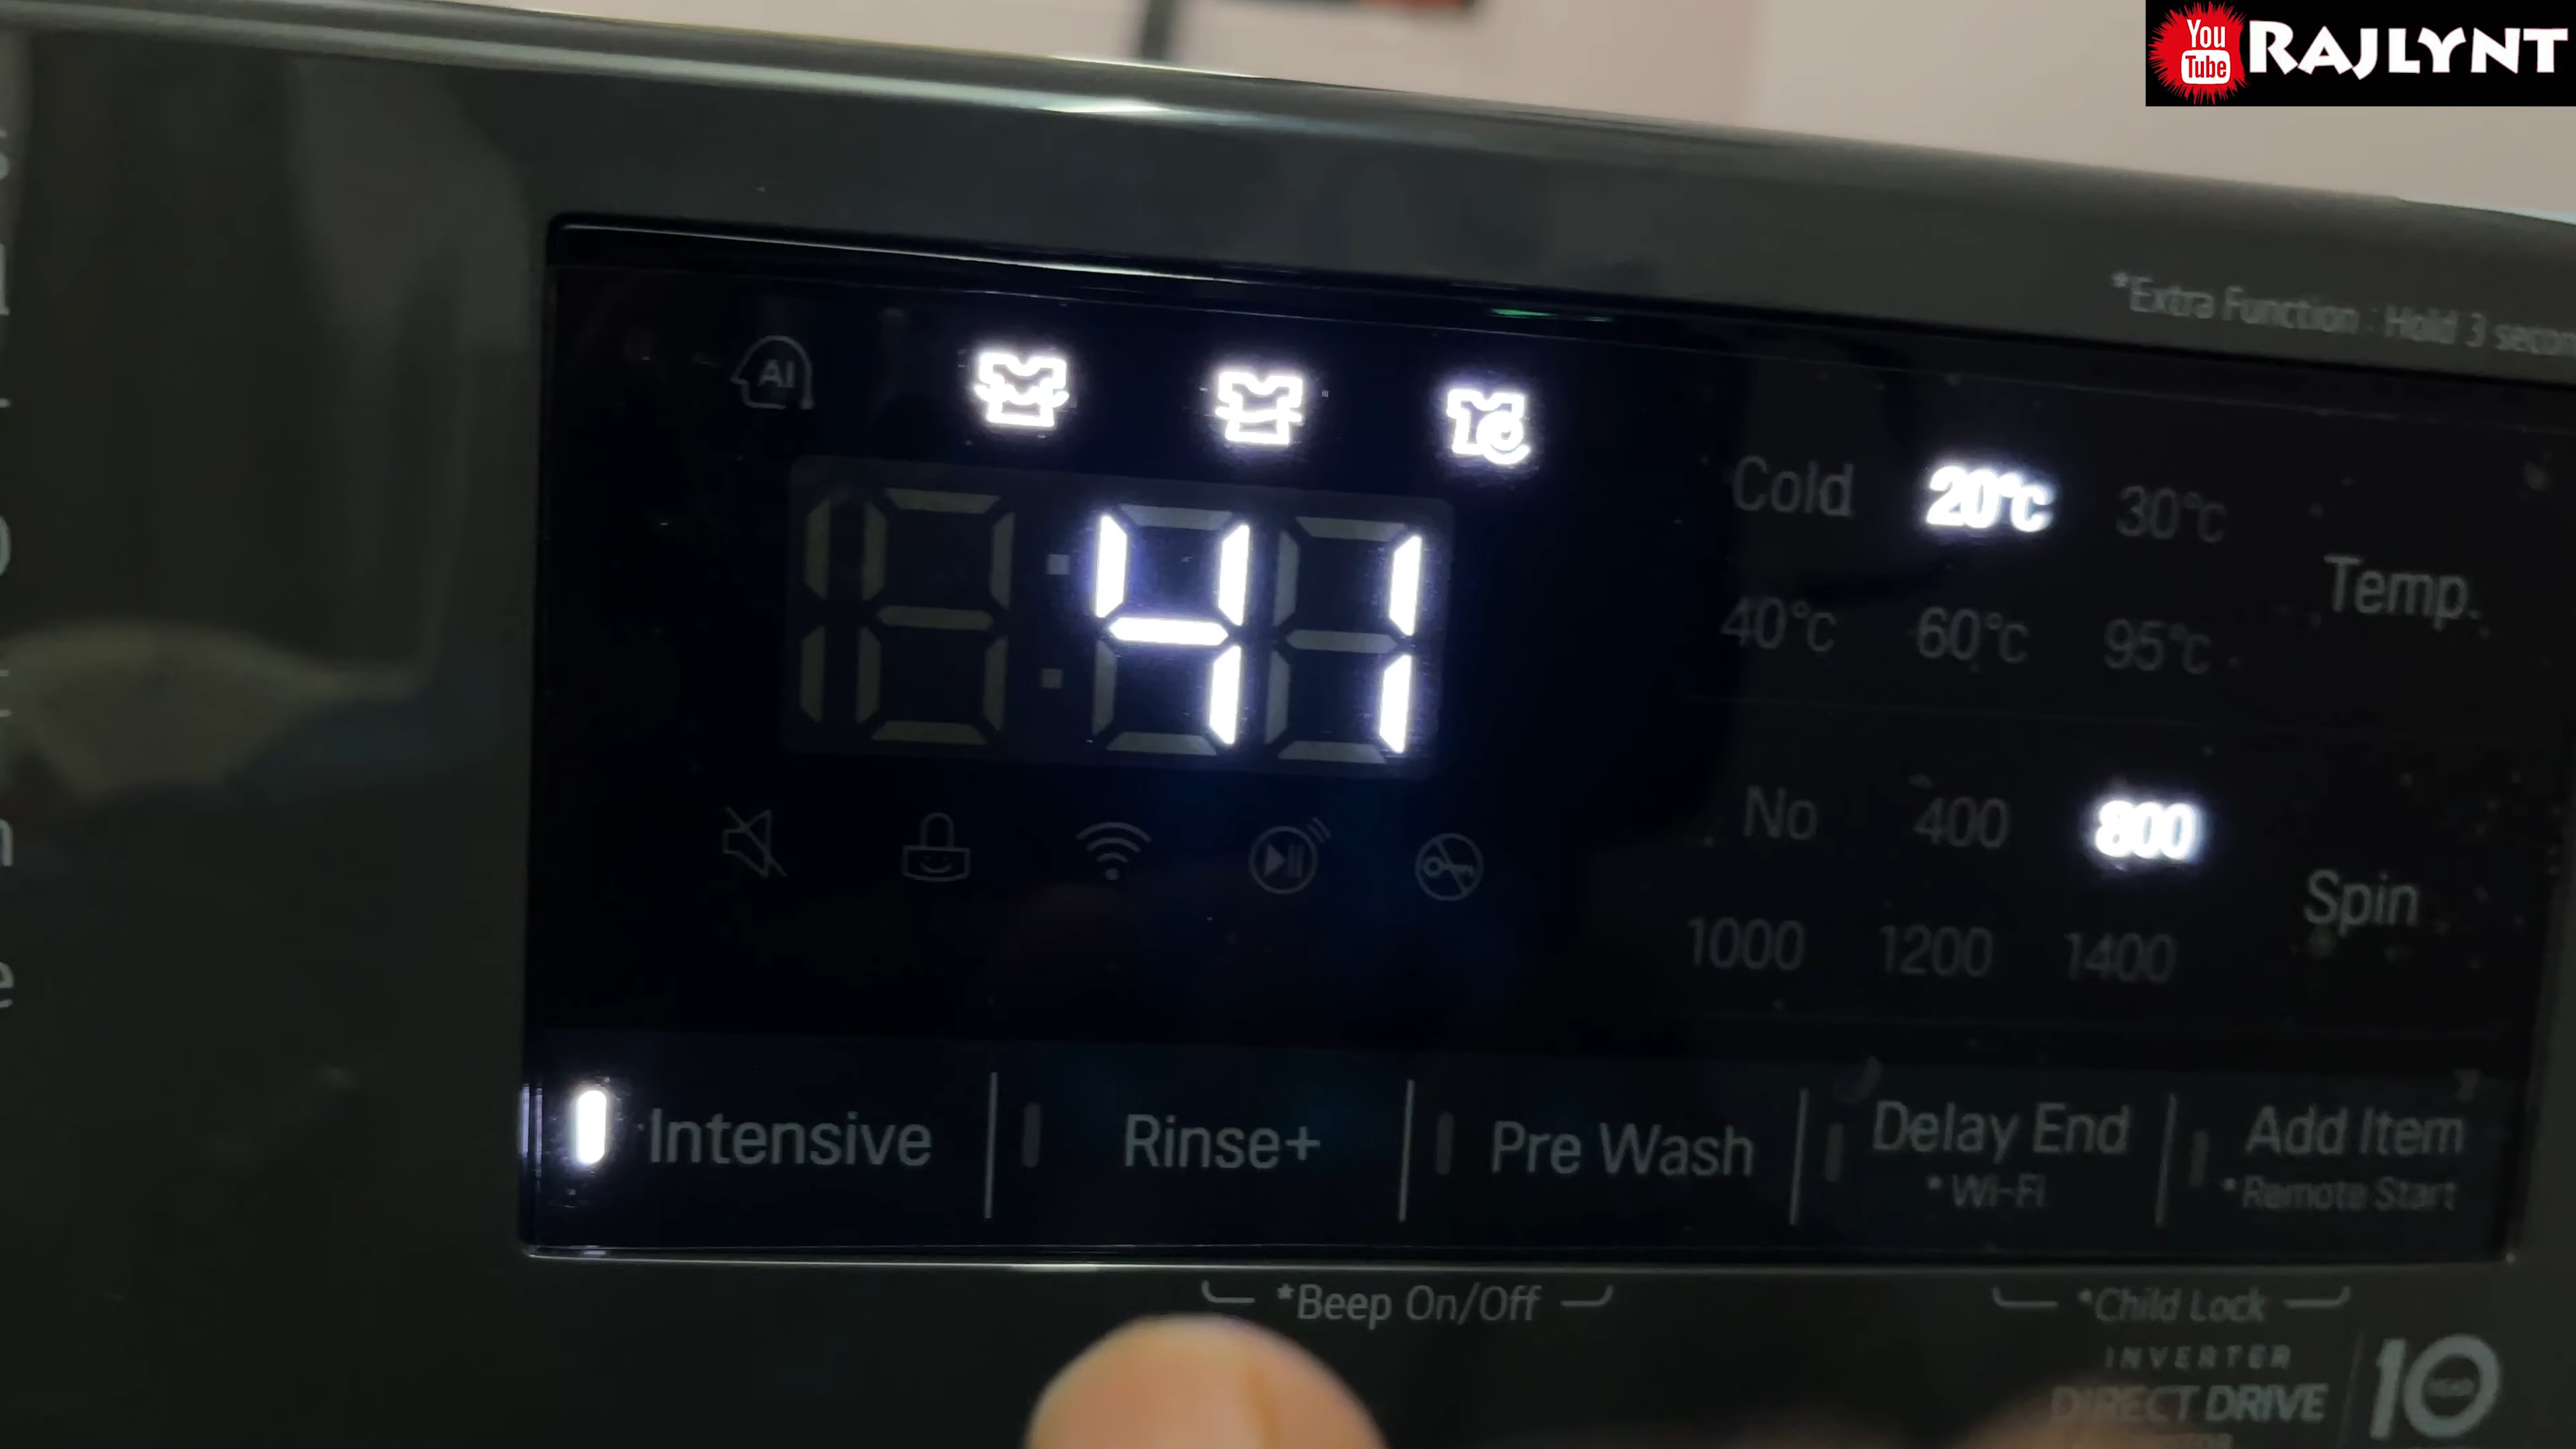 You
Tube
RAJLYNT
*Extra Function : Hold 3 secon
AI
41
Cold 20°C 30°C
40°C 60°C 95°C
Temp.
No 400 800
1000 1200 1400
Spin
Intensive
Rinse+
Pre Wash
Delay End
* Wi-Fi
Add Item
* Remote Start
*Beep On/Off
*Child Lock
INVERTER
DIRECT DRIVE
10